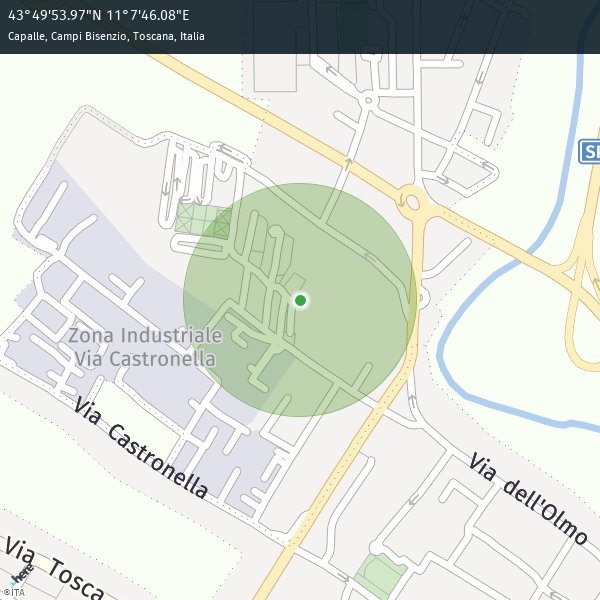 43°49'53.97"N 11°7'46.08"E
Capalle, Campi Bisenzio, Toscana, Italia
Zona Industriale
Via Castronella
Via Castronella
Via dell'Olmo
Via Tosca
here
©ITA